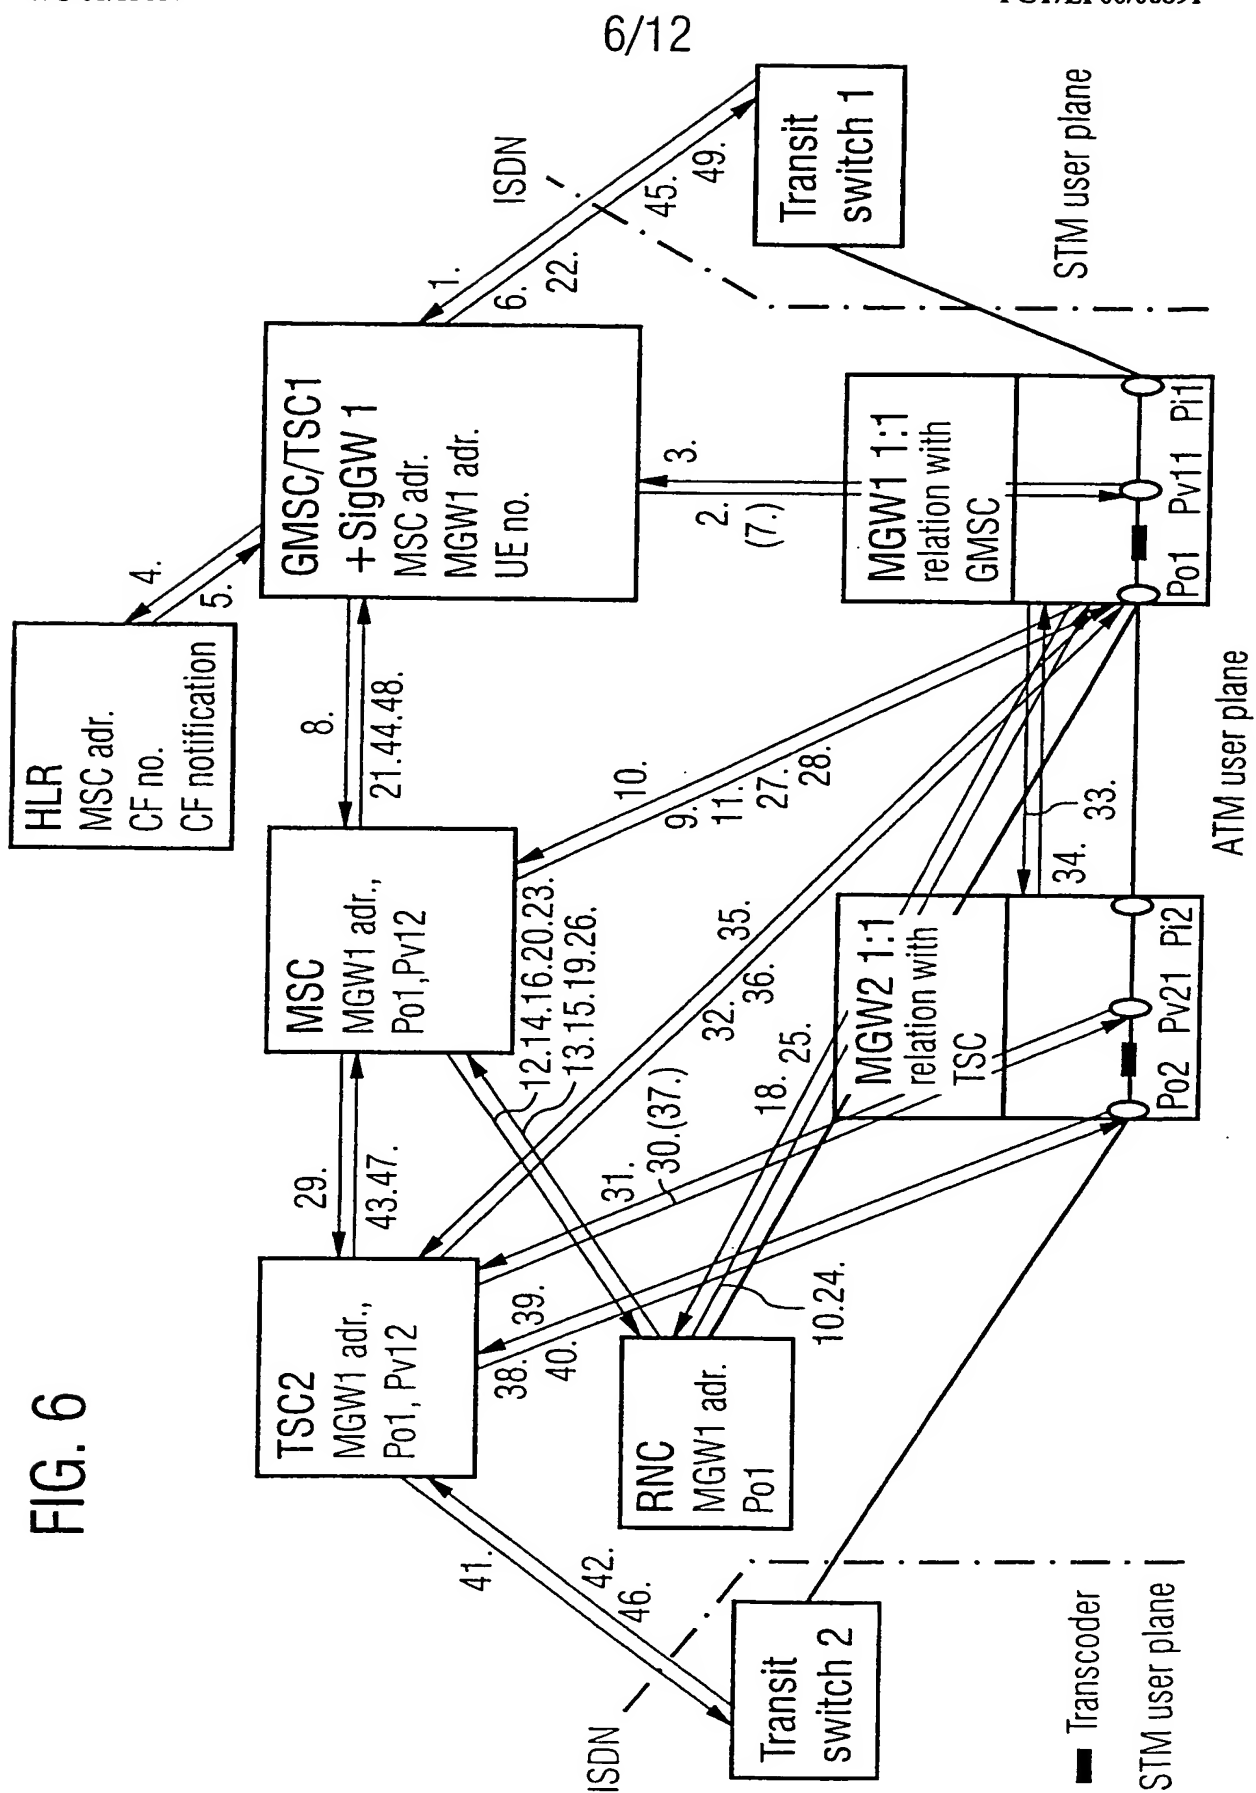 6/12
FIG. 6
HLR
MSC adr.
CF no.
CF notification
4.
5.
TSC2
MGW1 adr.,
Po1, Pv12
29.
43.47.
MSC
MGW1 adr.,
Po1,Pv12
8.
21.44.48.
GMSC/TSC1
+SigGW 1
MSC adr.
MGW1 adr.
UE no.
1.
6.
22.
ISDN
45.
49.
Transit
switch 1
STM user plane
41.
42.
46.
ISDN
Transit
switch 2
38.
39.
40.
31.
30.(37.)
12.14.16.20.23.
13.15.19.26.
10.
9.
11.
27.
28.
32.
35.
36.
2.
(7.)
3.
RNC
MGW1 adr.
Po1
10.24.
18.
25.
MGW2 1:1
relation with
TSC
Po2 Pv21 Pi2
34.
33.
MGW1 1:1
relation with
GMSC
Po1 Pv11 Pi1
ATM user plane
Transcoder
STM user plane